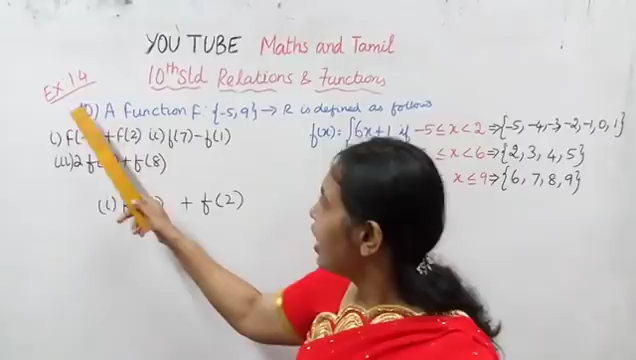 YOU TUBE Maths and Tamil
10th Std Relations & Functions
Ex: 1.4
10) A Function F: {-5,9} → R is defined as follows
i) f( + f(2) ii) f(7) - f(1)
iii) 2 f( + f(8)
f(x) = { 6x+1 if -5 ≤ x < 2 ⇒ {-5, -4, -3, -2, -1, 0, 1}
≤ x < 6 ⇒ {2, 3, 4, 5}
x ≤ 9 ⇒ {6, 7, 8, 9}
(i) f( ) + f(2)